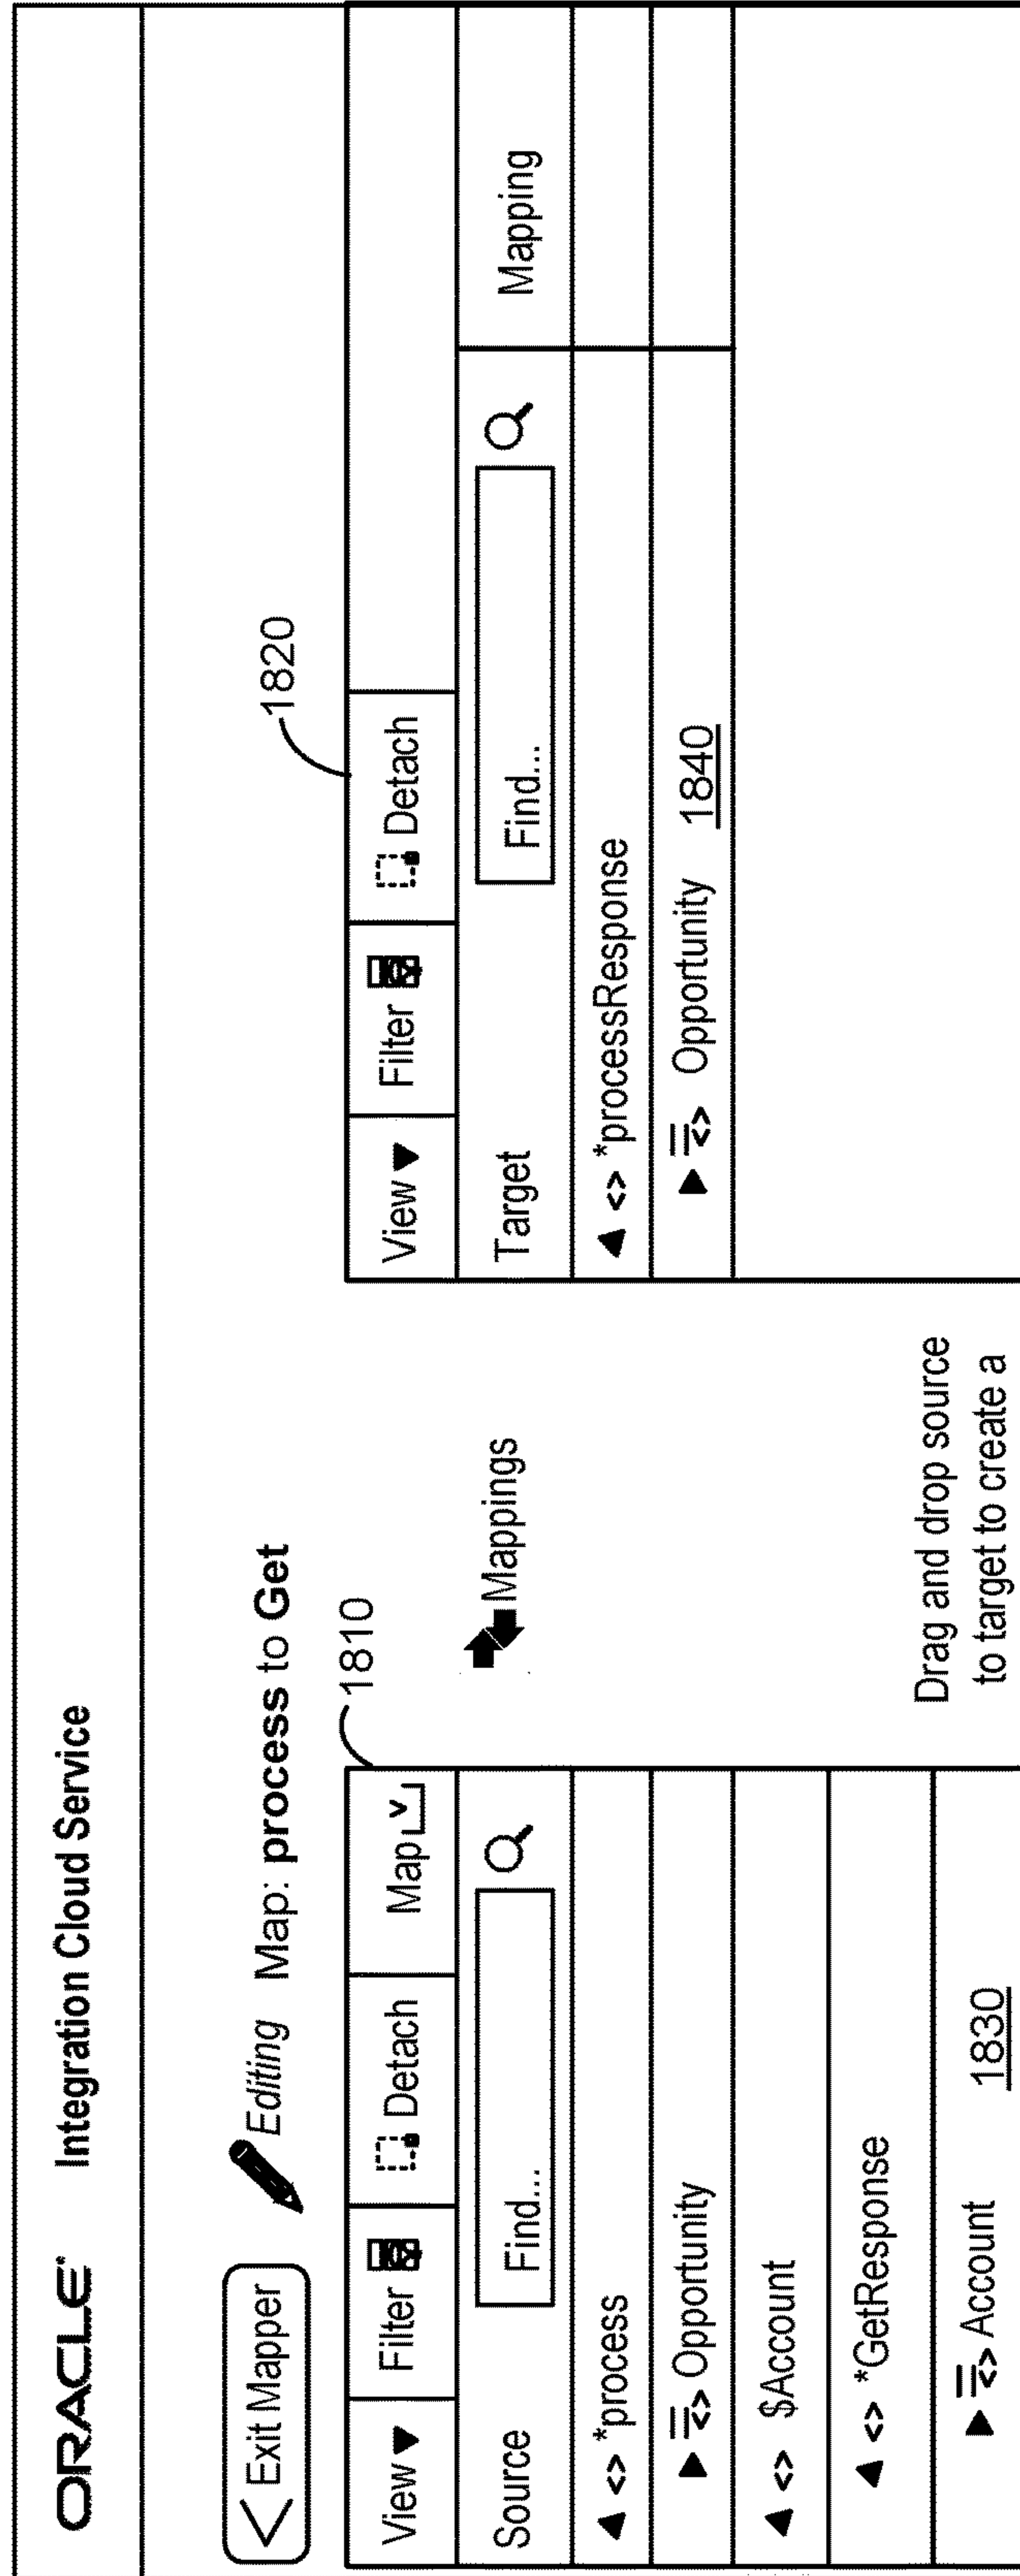 ORACLE Integration Cloud Service
< Exit Mapper Editing Map: process to Get
1810
1820
View Filter Detach Map
View Filter Detach
Source Find...
Mappings
Target Find... Mapping
<> *process
<> *processResponse
<> Opportunity
<> Opportunity 1840
<> $Account
<> *GetResponse
<> Account 1830
Drag and drop source
to target to create a